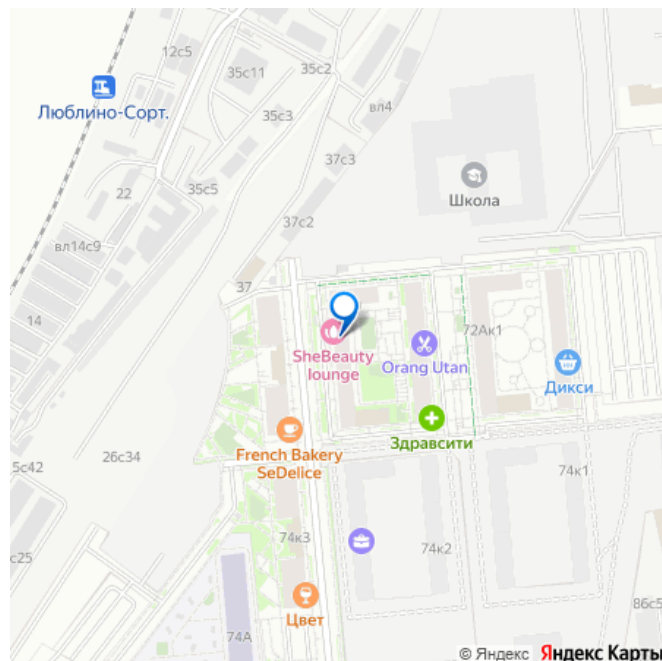 12с5
35с11
35с2
Люблино-Сорт.
35с3
вл4
37с3
Школа
22
35с5
37с2
вл14с9
37
14
SheBeauty
lounge
72Ак1
Orang Utan
Дикси
Здравсити
French Bakery
SeDelice
26с34
5с42
74к1
74к3
74к2
с25
86с5
Цвет
74А
© Яндекс Яндекс Карты